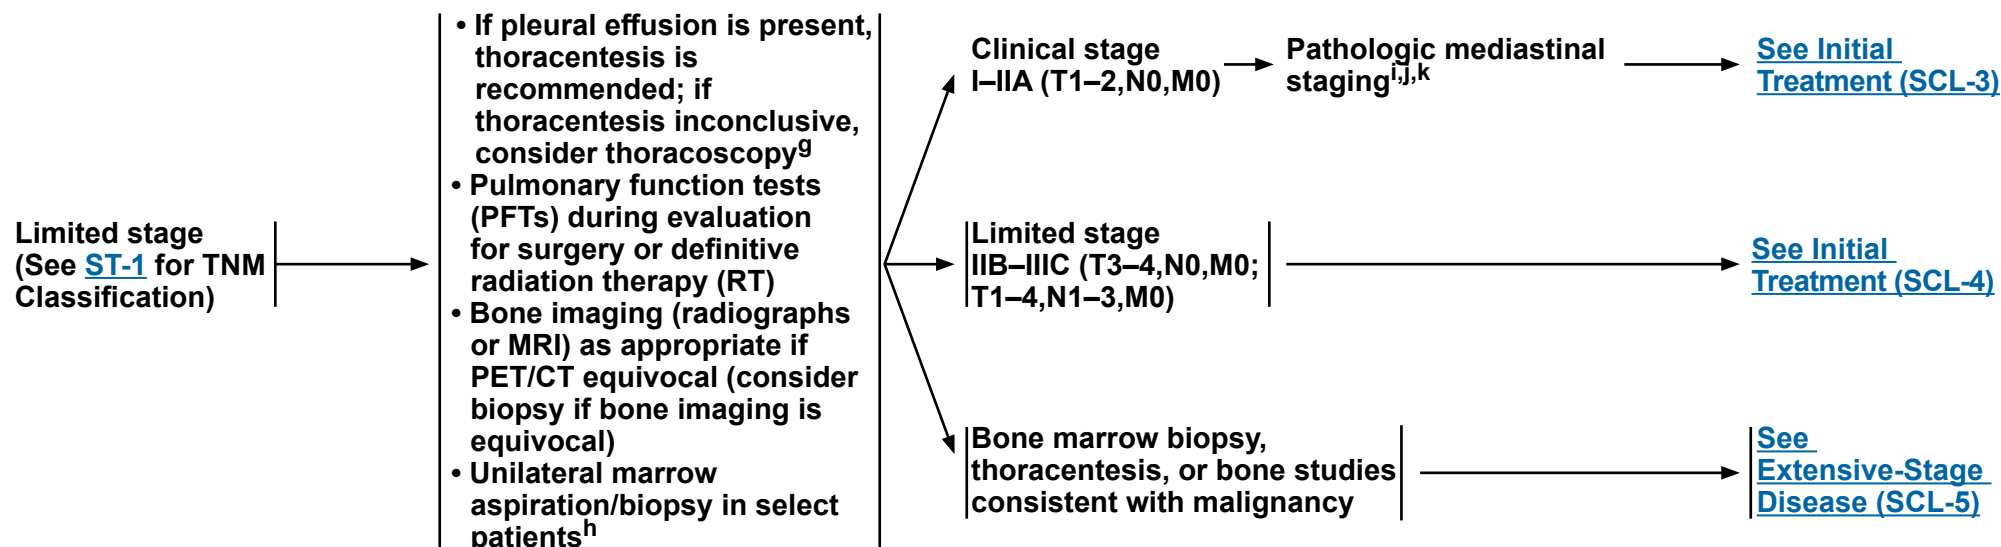 Limited stage
(See ST-1 for TNM
Classification)
• If pleural effusion is present,
thoracentesis is
recommended; if
thoracentesis inconclusive,
consider thoracoscopyg
• Pulmonary function tests
(PFTs) during evaluation
for surgery or definitive
radiation therapy (RT)
• Bone imaging (radiographs
or MRI) as appropriate if
PET/CT equivocal (consider
biopsy if bone imaging is
equivocal)
• Unilateral marrow
aspiration/biopsy in select
patientsh
Clinical stage
I–IIA (T1–2,N0,M0)
Pathologic mediastinal
stagingi,j,k
See Initial
Treatment (SCL-3)
Limited stage
IIB–IIIC (T3–4,N0,M0;
T1–4,N1–3,M0)
See Initial
Treatment (SCL-4)
Bone marrow biopsy,
thoracentesis, or bone studies
consistent with malignancy
See
Extensive-Stage
Disease (SCL-5)